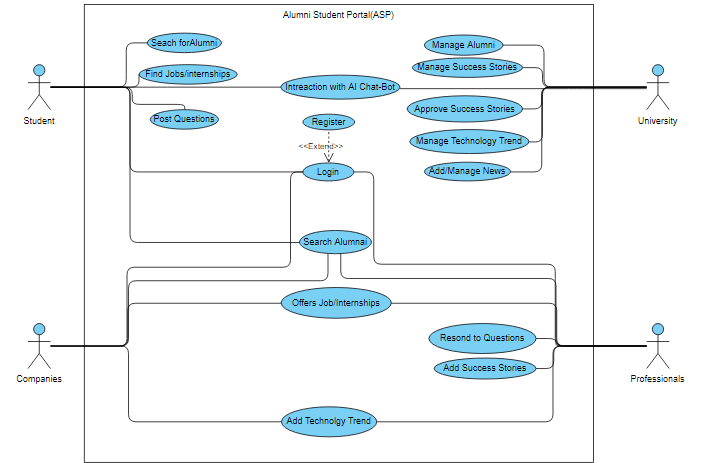 Alumni Student Portal(ASP)
Seach forAlumni
Manage Alumni
Manage Success Stories
Find Jobs/internships
Intreaction with AI Chat-Bot
Approve Success Stories
Student
University
Post Questions
Register
Manage Technology Trend
<<Extend>>
Login
Add/Manage News
Search Alumnai
Offers Job/Internships
Resond to Questions
Add Success Stories
Companies
Professionals
Add Technolgy Trend